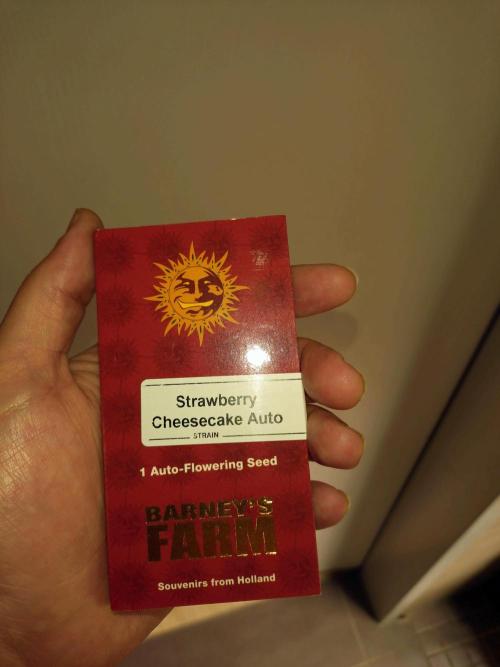 Strawberry
Cheesecake Auto
STRAIN
1 Auto-Flowering Seed
BARNEY'S
FARM
Souvenirs from Holland